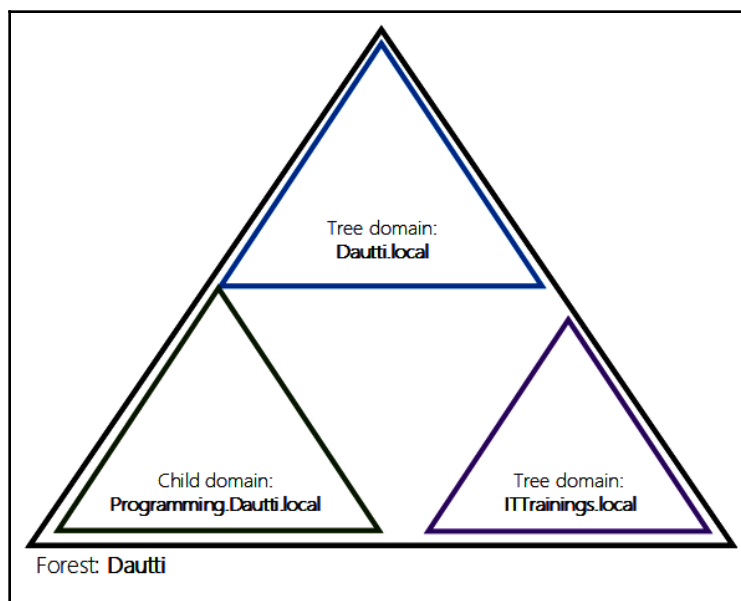 Tree domain:
Dautti.local
Child domain:
Programming.Dautti.local
Tree domain:
ITTrainings.local
Forest: Dautti